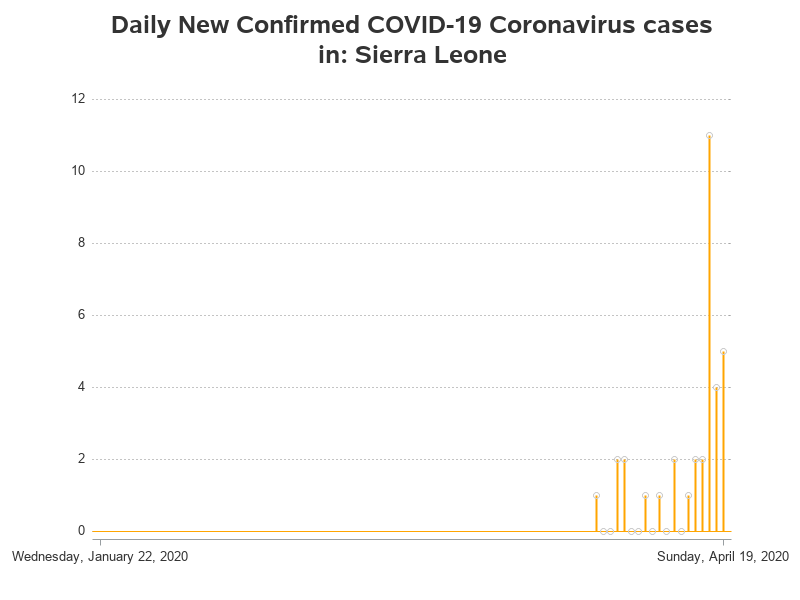 Daily New Confirmed COVID-19 Coronavirus cases
in: Sierra Leone
12
10
8
6
4
2
0
Wednesday, January 22, 2020
Sunday, April 19, 2020